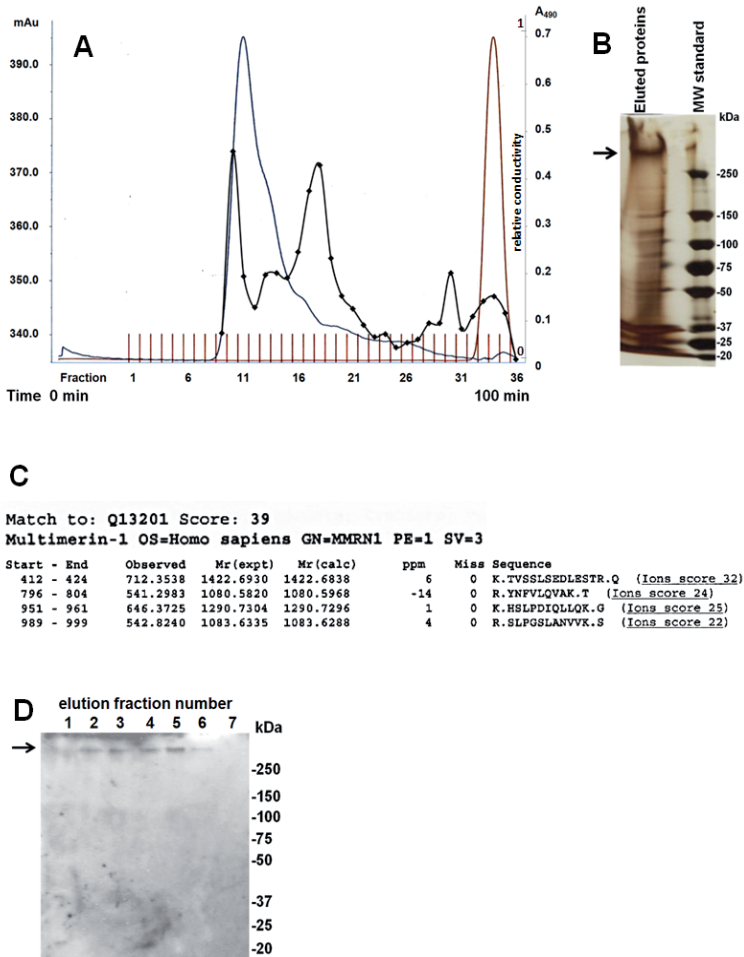 A
mAu
390.0
380.0
370.0
360.0
350.0
340.0
1
relative conductivity
0
A490
0.7
0.6
0.5
0.4
0.3
0.2
0.1
0
Fraction 1 6 11 16 21 26 31 36
Time 0 min 100 min
B
Eluted proteins
MW standard
kDa
-250
-150
-100
-75
-50
-37
-25
-20
C
Match to: Q13201 Score: 39
Multimerin-1 OS=Homo sapiens GN=MMRN1 PE=1 SV=3
Start - End Observed Mr(expt) Mr(calc) ppm Miss Sequence
412 - 424 712.3538 1422.6930 1422.6838 6 0 K.TVSSLSEDLESTR.Q (Ions score 32)
796 - 804 541.2983 1080.5820 1080.5968 -14 0 R.YNFVLQVAK.T (Ions score 24)
951 - 961 646.3725 1290.7304 1290.7296 1 0 K.HSLPDIQLLQK.G (Ions score 25)
989 - 999 542.8240 1083.6335 1083.6288 4 0 R.SLPGSLANVVK.S (Ions score 22)
D
elution fraction number
1 2 3 4 5 6 7
kDa
-250
-150
-100
-75
-50
-37
-25
-20